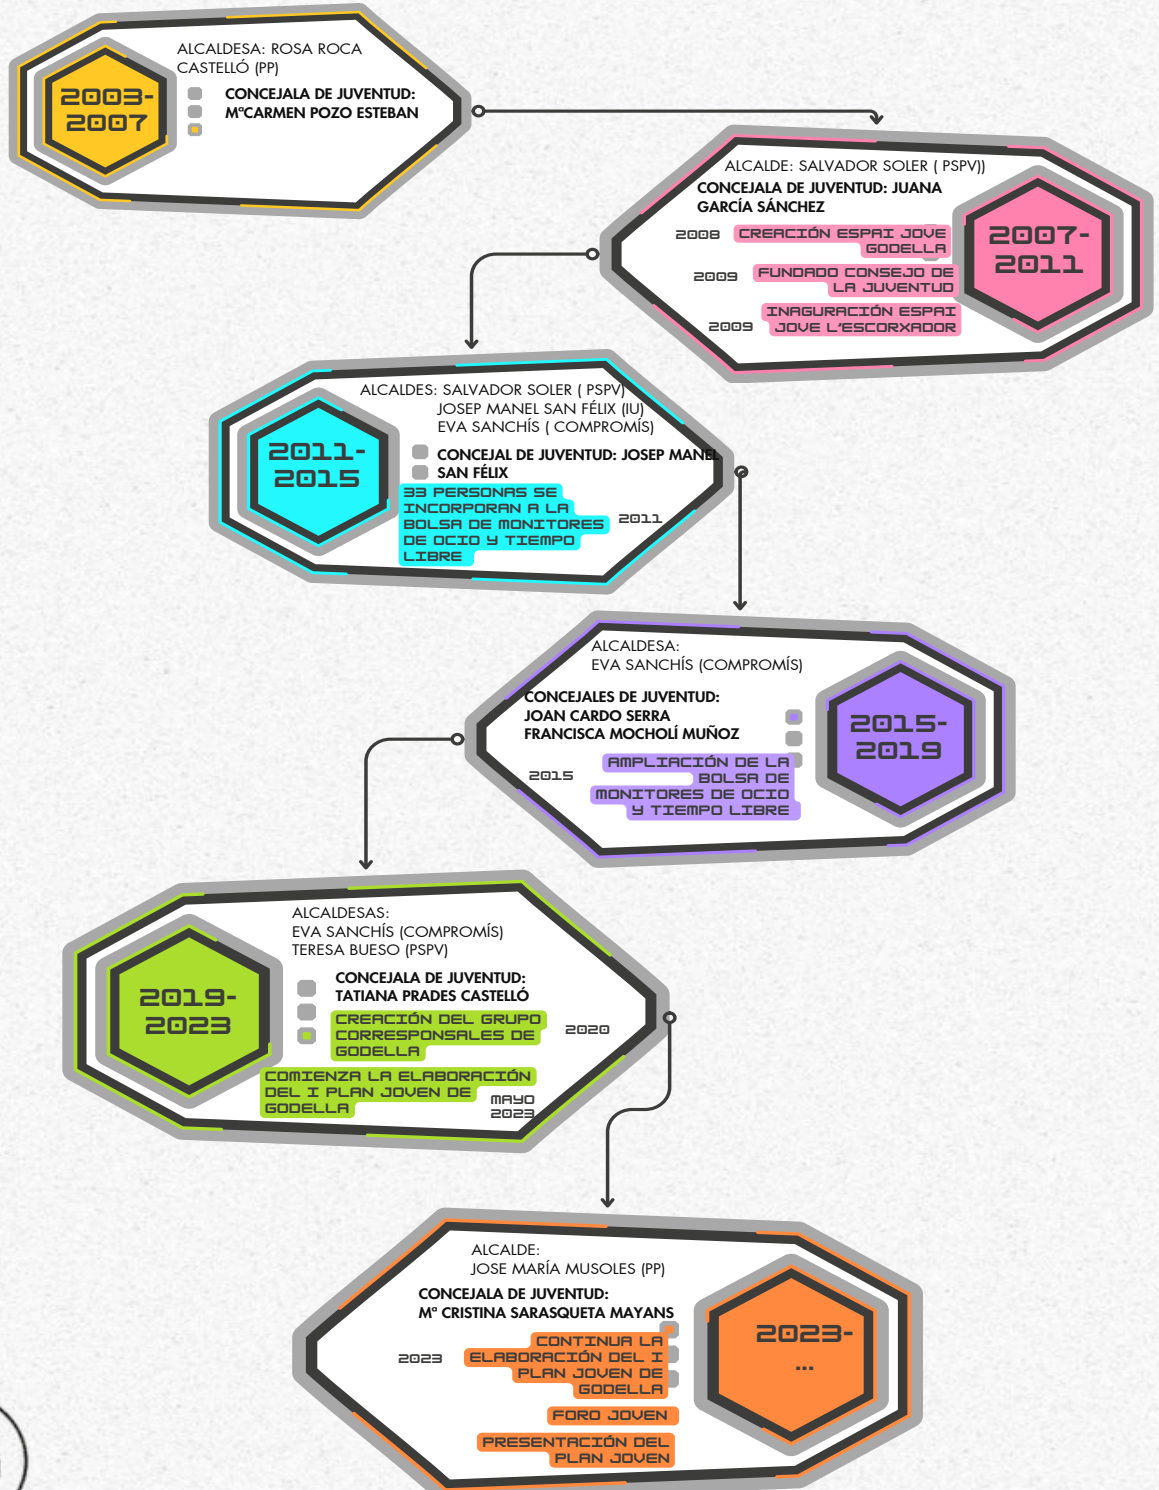 2003-
2007
ALCALDESA: ROSA ROCA
CASTELLÓ (PP)
CONCEJALA DE JUVENTUD:
MªCARMEN POZO ESTEBAN
ALCALDE: SALVADOR SOLER ( PSPV))
CONCEJALA DE JUVENTUD: JUANA
GARCÍA SÁNCHEZ
2008 CREACIÓN ESPAI JOVE
GODELLA
2009 FUNDADO CONSEJO DE
LA JUVENTUD
2009 INAGURACIÓN ESPAI
JOVE L'ESCORXADOR
2007-
2011
2011-
2015
ALCALDES: SALVADOR SOLER ( PSPV)
JOSEP MANEL SAN FÉLIX (IU)
EVA SANCHÍS ( COMPROMÍS)
CONCEJAL DE JUVENTUD: JOSEP MANEL
SAN FÉLIX
33 PERSONAS SE
INCORPORAN A LA
BOLSA DE MONITORES
DE OCIO Y TIEMPO
LIBRE
2011
ALCALDESA:
EVA SANCHÍS (COMPROMÍS)
CONCEJALES DE JUVENTUD:
JOAN CARDO SERRA
FRANCISCA MOCHOLÍ MUÑOZ
2015 AMPLIACIÓN DE LA
BOLSA DE
MONITORES DE OCIO
Y TIEMPO LIBRE
2015-
2019
2019-
2023
ALCALDESAS:
EVA SANCHÍS (COMPROMÍS)
TERESA BUESO (PSPV)
CONCEJALA DE JUVENTUD:
TATIANA PRADES CASTELLÓ
CREACIÓN DEL GRUPO
CORRESPONSALES DE
GODELLA
2020
COMIENZA LA ELABORACIÓN
DEL I PLAN JOVEN DE
GODELLA
MAYO
2023
ALCALDE:
JOSE MARÍA MUSOLES (PP)
CONCEJALA DE JUVENTUD:
Mª CRISTINA SARASQUETA MAYANS
2023 CONTINUA LA
ELABORACIÓN DEL I
PLAN JOVEN DE
GODELLA
FORO JOVEN
PRESENTACIÓN DEL
PLAN JOVEN
2023-
...